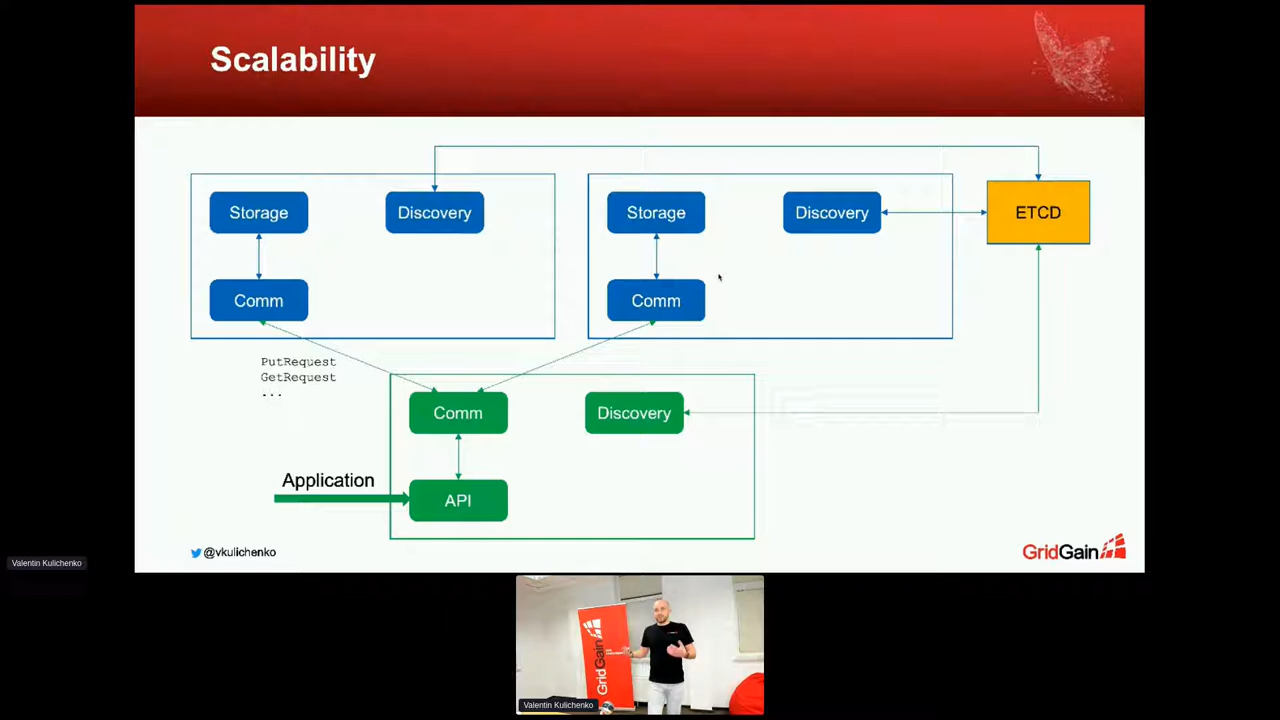 Scalability
Storage
Discovery
Storage
Discovery
ETCD
Comm
Comm
PutRequest
GetRequest
...
Comm
Discovery
Application
API
@vkulichenko
GridGain
Valentin Kulichenko
GridGain
Valentin Kulichenko